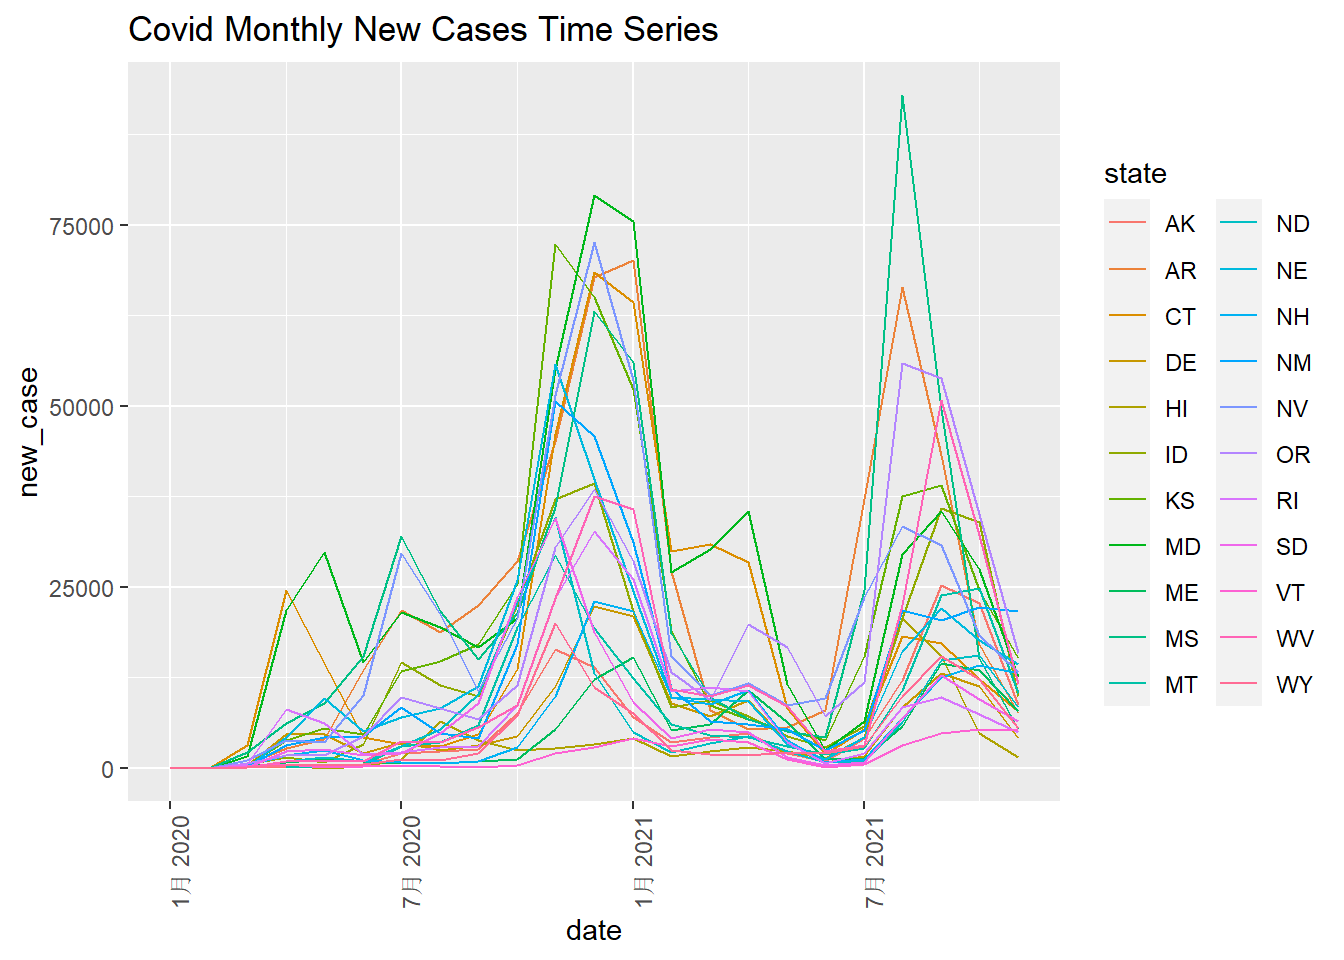 Covid Monthly New Cases Time Series
new_case
75000
50000
25000
0
1月 2020
7月 2020
1月 2021
7月 2021
date
state
AK
AR
CT
DE
HI
ID
KS
MD
ME
MS
MT
ND
NE
NH
NM
NV
OR
RI
SD
VT
WV
WY